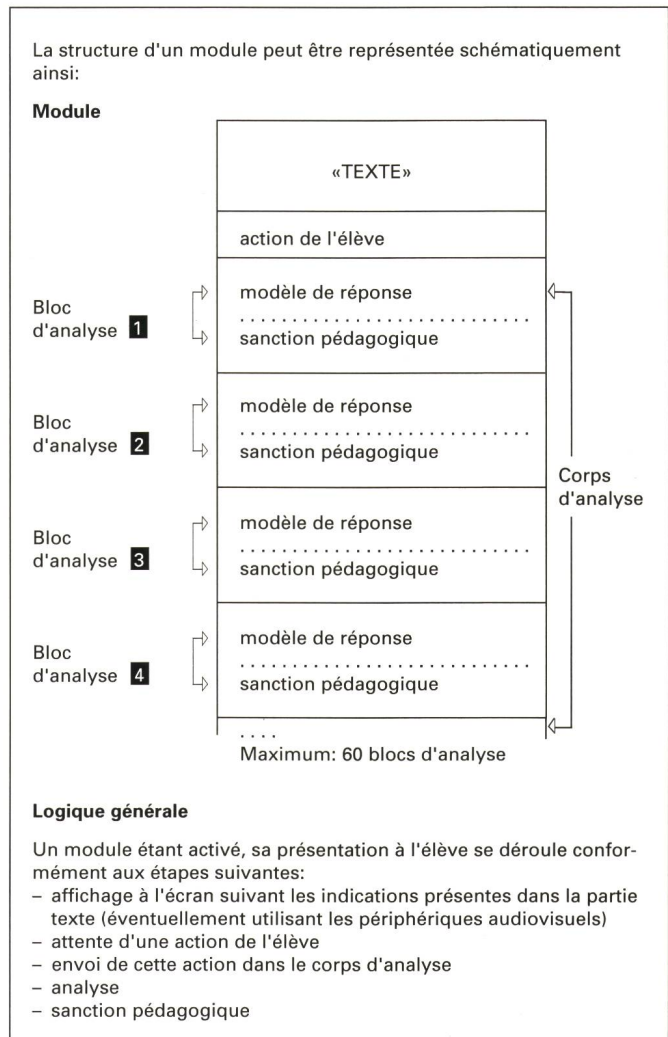 La structure d'un module peut être représentée schématiquement
ainsi:
Module
«TEXTE»
action de l'élève
Bloc
d'analyse 1
modèle de réponse
. . . . . . . . . . . . . . . . . . . . . . . . . . . .
sanction pédagogique
Bloc
d'analyse 2
modèle de réponse
. . . . . . . . . . . . . . . . . . . . . . . . . . . .
sanction pédagogique
Corps
d'analyse
Bloc
d'analyse 3
modèle de réponse
. . . . . . . . . . . . . . . . . . . . . . . . . . . .
sanction pédagogique
Bloc
d'analyse 4
modèle de réponse
. . . . . . . . . . . . . . . . . . . . . . . . . . . .
sanction pédagogique
. . . .
Maximum: 60 blocs d'analyse
Logique générale
Un module étant activé, sa présentation à l'élève se déroule confor-
mément aux étapes suivantes:
– affichage à l'écran suivant les indications présentes dans la partie
texte (éventuellement utilisant les périphériques audiovisuels)
– attente d'une action de l'élève
– envoi de cette action dans le corps d'analyse
– analyse
– sanction pédagogique